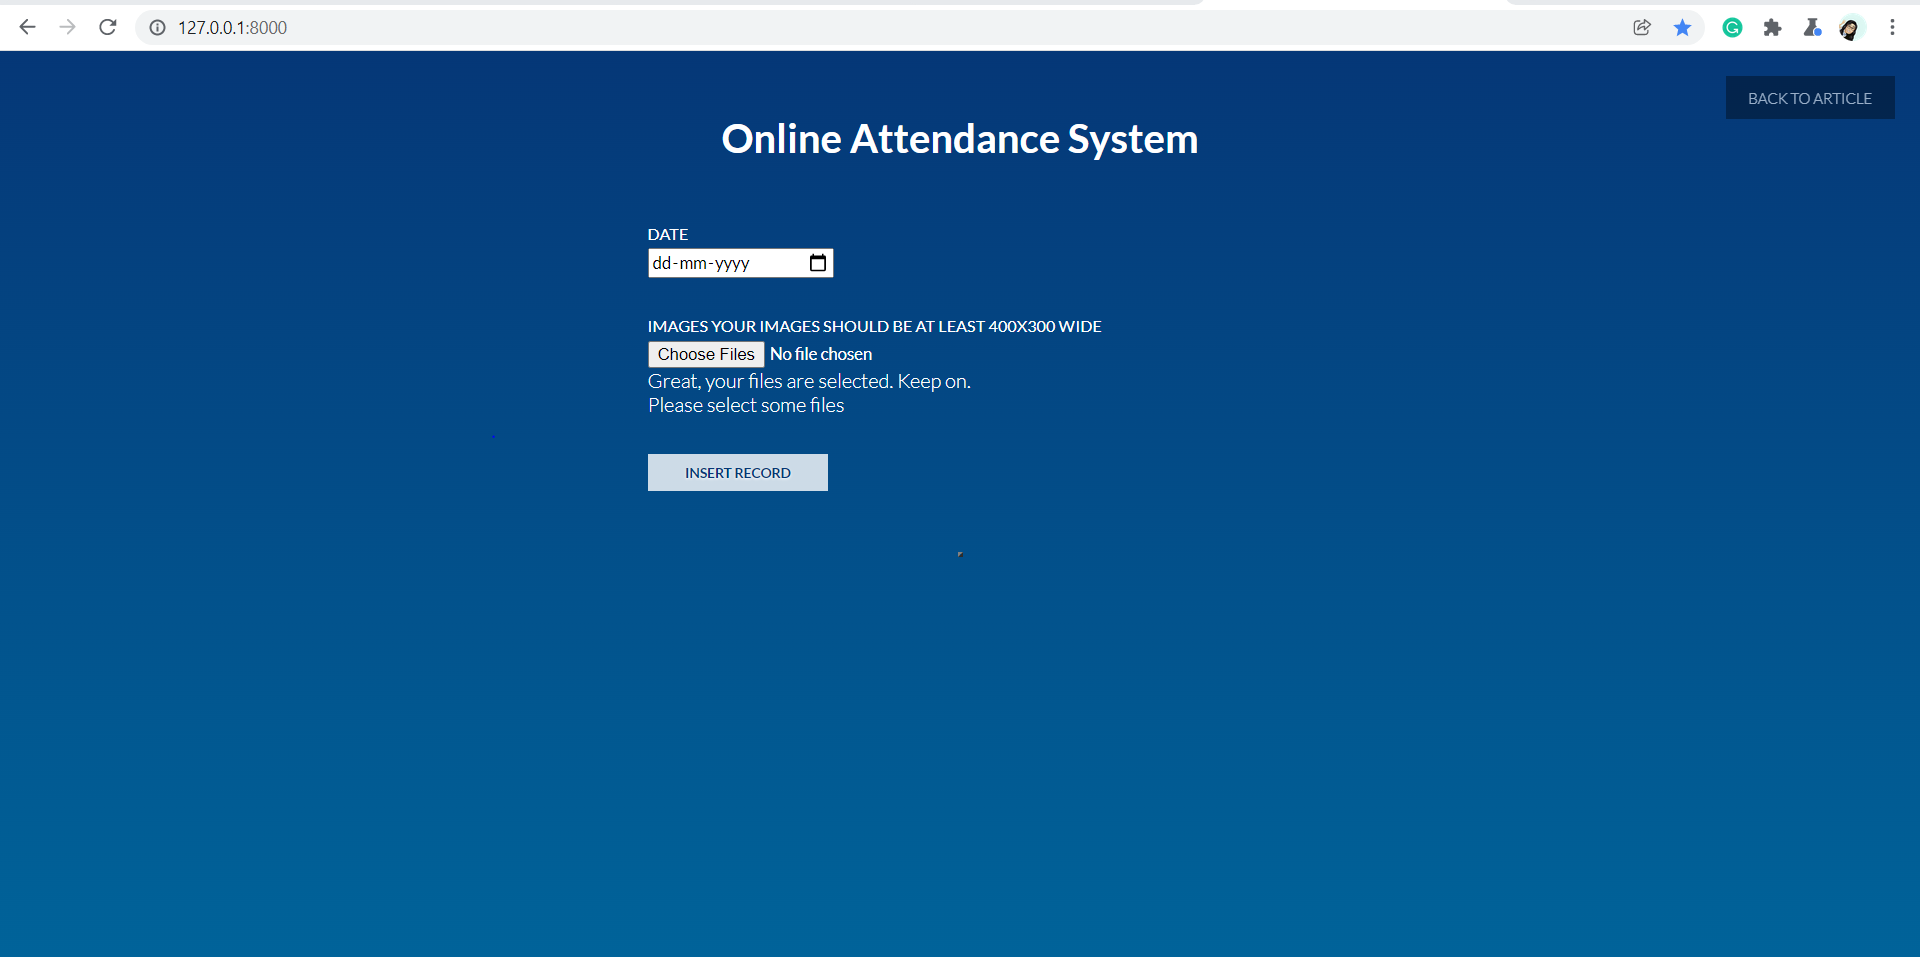 127.0.0.1:8000
BACK TO ARTICLE
Online Attendance System
DATE
dd-mm-yyyy
IMAGES YOUR IMAGES SHOULD BE AT LEAST 400X300 WIDE
Choose Files No file chosen
Great, your files are selected. Keep on.
Please select some files
INSERT RECORD